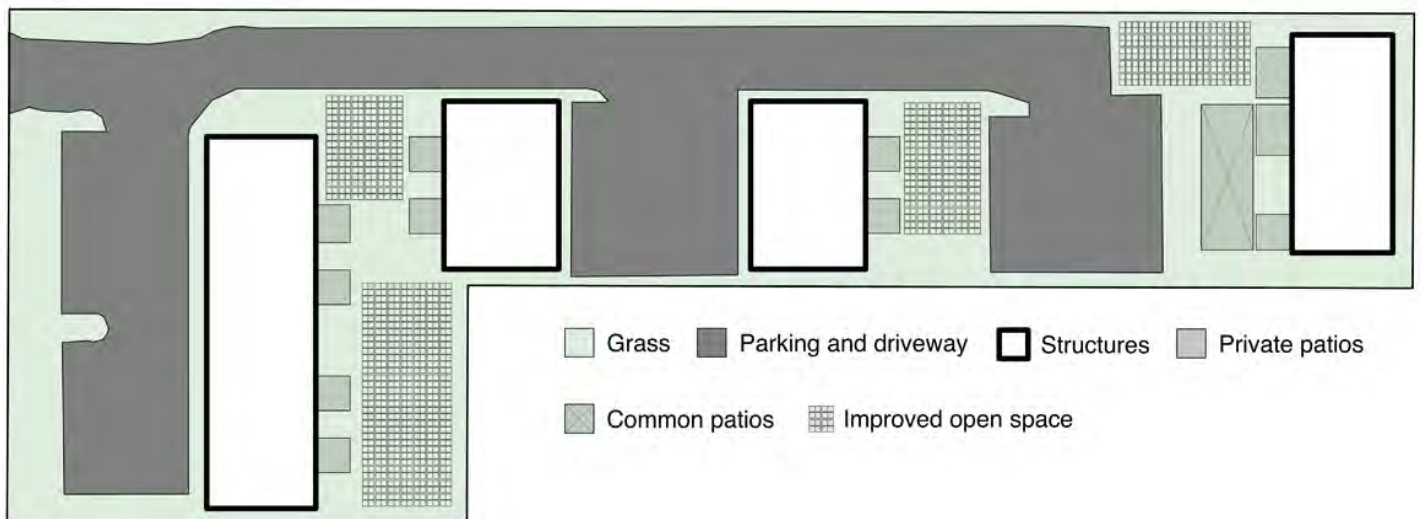 Grass Parking and driveway Structures Private patios
Common patios Improved open space